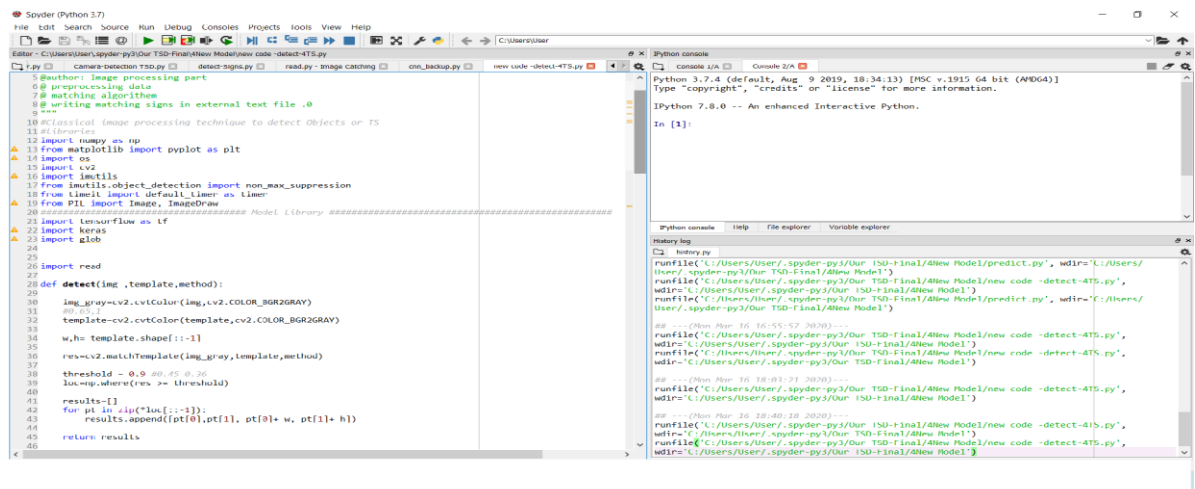 Spyder (Python 3.7)
File Edit Search Source Run Debug Consoles Projects Tools View Help
C:\Users\User
Editor - C:\Users\User\.spyder-py3\Our TSD-Final\4New Model\new code -detect-4TS.py
r.py camera-detection TSD.py detect-signs.py read.py - image catching cnn_backup.py new code -detect-4TS.py
5 @author: Image processing part
6 @ preprocessing data
7 @ matching algorithem
8 @ writing matching signs in external text file .0
9 """
10 #Classical image processing technique to detect Objects or TS
11 #Libraries
12 import numpy as np
13 from matplotlib import pyplot as plt
14 import os
15 import cv2
16 import imutils
17 from imutils.object_detection import non_max_suppression
18 from timeit import default_timer as timer
19 from PIL import Image, ImageDraw
20 Model Library
21 import tensorflow as tf
22 import keras
23 import glob
24
25
26 import read
27
28 def detect(img ,template,method):
29
30 img_gray=cv2.cvtColor(img,cv2.COLOR_BGR2GRAY)
31 #0.65,1
32 template=cv2.cvtColor(template,cv2.COLOR_BGR2GRAY)
33
34 w,h= template.shape[::-1]
35
36 res=cv2.matchTemplate(img_gray,template,method)
37
38 threshold = 0.9 #0.45 0.36
39 loc=np.where(res >= threshold)
40
41 results=[]
42 for pt in zip(*loc[::-1]):
43 results.append([pt[0],pt[1], pt[0]+ w, pt[1]+ h])
44
45 return results
46
IPython console
Console 1/A Console 2/A
Python 3.7.4 (default, Aug 9 2019, 18:34:13) [MSC v.1915 64 bit (AMD64)]
Type "copyright", "credits" or "license" for more information.
IPython 7.8.0 -- An enhanced Interactive Python.
In [1]:
IPython console Help File explorer Variable explorer
History log
history.py
runfile('C:/Users/User/.spyder-py3/Our TSD-Final/4New Model/predict.py', wdir='C:/Users/
User/.spyder-py3/Our TSD-Final/4New Model')
runfile('C:/Users/User/.spyder-py3/Our TSD-Final/4New Model/new code -detect-4TS.py',
wdir='C:/Users/User/.spyder-py3/Our TSD-Final/4New Model')
runfile('C:/Users/User/.spyder-py3/Our TSD-Final/4New Model/predict.py', wdir='C:/Users/
User/.spyder-py3/Our TSD-Final/4New Model')
## ---(Mon Mar 16 16:55:57 2020)---
runfile('C:/Users/User/.spyder-py3/Our TSD-Final/4New Model/new code -detect-4TS.py',
wdir='C:/Users/User/.spyder-py3/Our TSD-Final/4New Model')
runfile('C:/Users/User/.spyder-py3/Our TSD-Final/4New Model/new code -detect-4TS.py',
wdir='C:/Users/User/.spyder-py3/Our TSD-Final/4New Model')
## ---(Mon Mar 16 18:03:21 2020)---
runfile('C:/Users/User/.spyder-py3/Our TSD-Final/4New Model/new code -detect-4TS.py',
wdir='C:/Users/User/.spyder-py3/Our TSD-Final/4New Model')
## ---(Mon Mar 16 18:40:18 2020)---
runfile('C:/Users/User/.spyder-py3/Our TSD-Final/4New Model/new code -detect-4TS.py',
wdir='C:/Users/User/.spyder-py3/Our TSD-Final/4New Model')
runfile('C:/Users/User/.spyder-py3/Our TSD-Final/4New Model/new code -detect-4TS.py',
wdir='C:/Users/User/.spyder-py3/Our TSD-Final/4New Model')